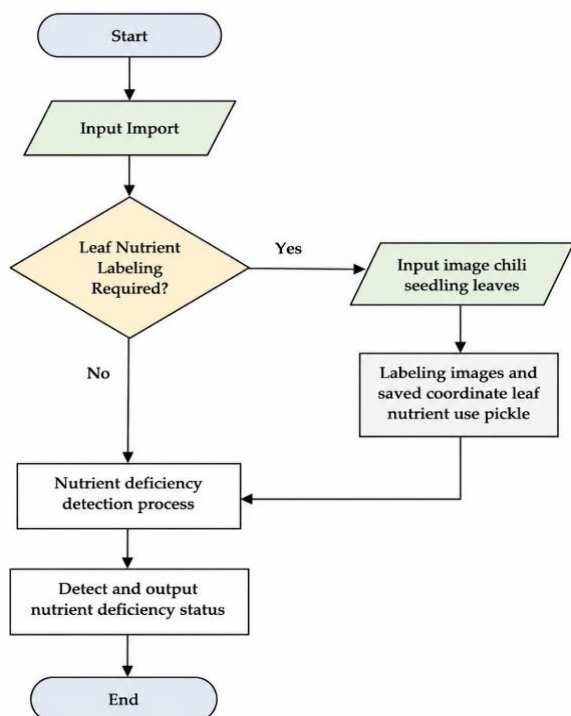 Start
Input Import
Leaf Nutrient
Labeling
Required?
Yes
Input image chili
seedling leaves
No
Labeling images and
saved coordinate leaf
nutrient use pickle
Nutrient deficiency
detection process
Detect and output
nutrient deficiency status
End